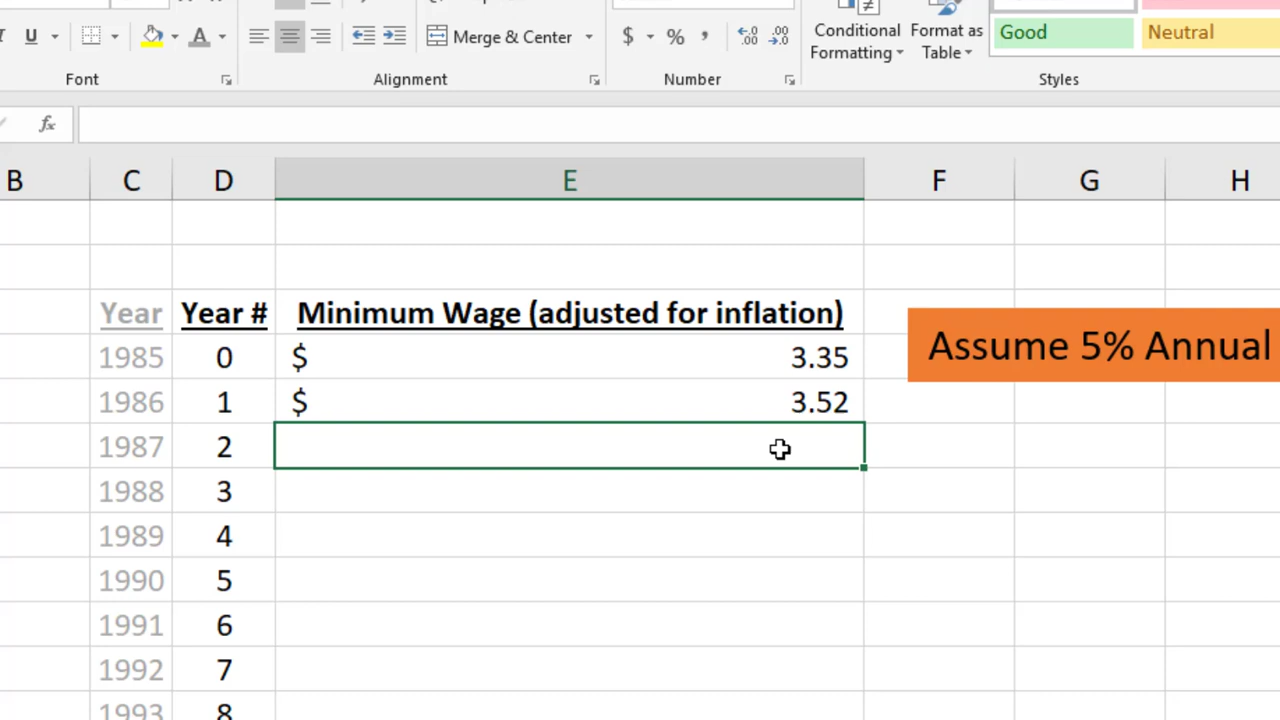 U $ % , Merge & Center
Conditional Formatting Format as Table
Good Neutral
Font Alignment Number Styles
fx
B C D E F G H
Year Year # Minimum Wage (adjusted for inflation)
1985 0 $ 3.35
Assume 5% Annual
1986 1 $ 3.52
1987 2
1988 3
1989 4
1990 5
1991 6
1992 7
1993 8